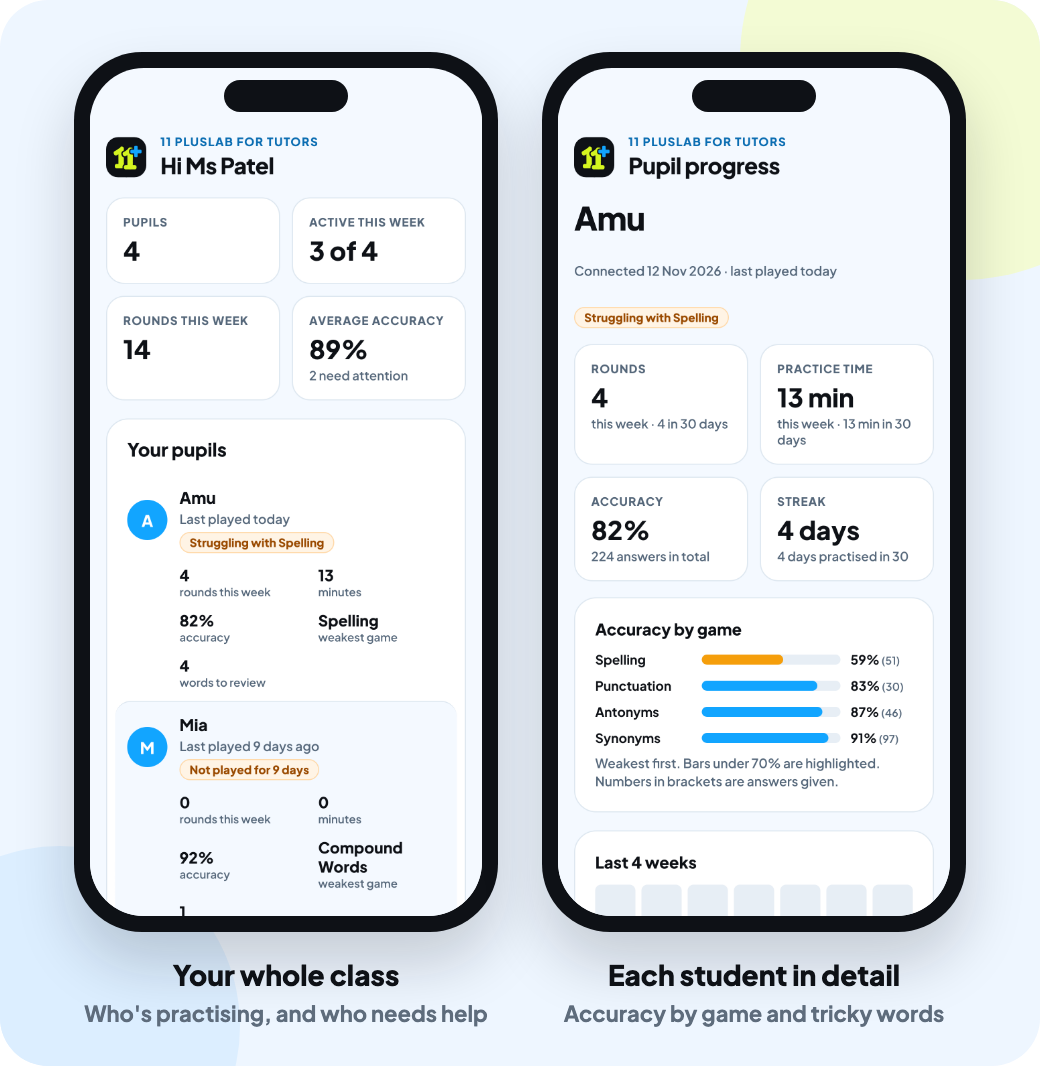 11+
11 PLUSLAB FOR TUTORS
Hi Ms Patel
PUPILS
4
ACTIVE THIS WEEK
3 of 4
ROUNDS THIS WEEK
14
AVERAGE ACCURACY
89%
2 need attention
Your pupils
A
Amu
Last played today
Struggling with Spelling
4
rounds this week
13
minutes
82%
accuracy
Spelling
weakest game
4
words to review
M
Mia
Last played 9 days ago
Not played for 9 days
0
rounds this week
0
minutes
92%
accuracy
Compound
Words
weakest game
1
Your whole class
Who's practising, and who needs help
11+
11 PLUSLAB FOR TUTORS
Pupil progress
Amu
Connected 12 Nov 2026 · last played today
Struggling with Spelling
ROUNDS
4
this week · 4 in 30 days
PRACTICE TIME
13 min
this week · 13 min in 30
days
ACCURACY
82%
224 answers in total
STREAK
4 days
4 days practised in 30
Accuracy by game
Spelling 59% (51)
Punctuation 83% (30)
Antonyms 87% (46)
Synonyms 91% (97)
Weakest first. Bars under 70% are highlighted.
Numbers in brackets are answers given.
Last 4 weeks
Each student in detail
Accuracy by game and tricky words